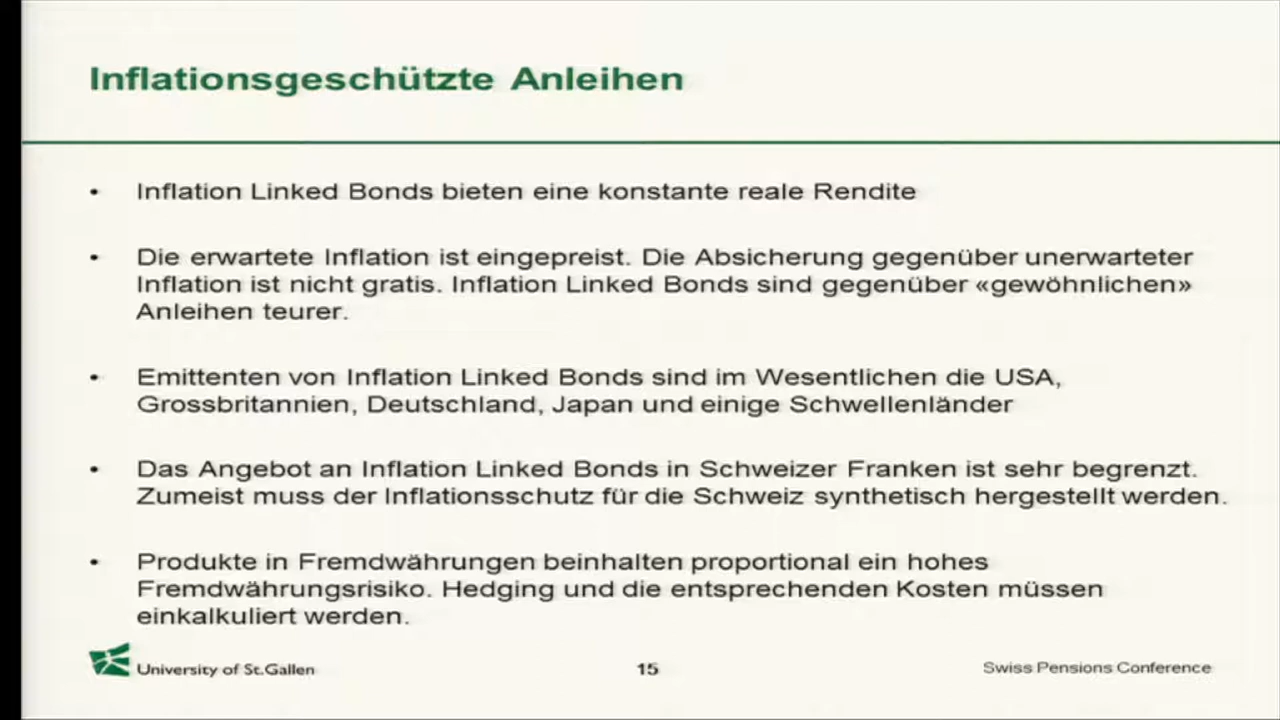 Inflationsgeschützte Anleihen
• Inflation Linked Bonds bieten eine konstante reale Rendite
• Die erwartete Inflation ist eingepreist. Die Absicherung gegenüber unerwarteter
Inflation ist nicht gratis. Inflation Linked Bonds sind gegenüber «gewöhnlichen»
Anleihen teurer.
• Emittenten von Inflation Linked Bonds sind im Wesentlichen die USA,
Grossbritannien, Deutschland, Japan und einige Schwellenländer
• Das Angebot an Inflation Linked Bonds in Schweizer Franken ist sehr begrenzt.
Zumeist muss der Inflationsschutz für die Schweiz synthetisch hergestellt werden.
• Produkte in Fremdwährungen beinhalten proportional ein hohes
Fremdwährungsrisiko. Hedging und die entsprechenden Kosten müssen
einkalkuliert werden.
University of St.Gallen
15
Swiss Pensions Conference